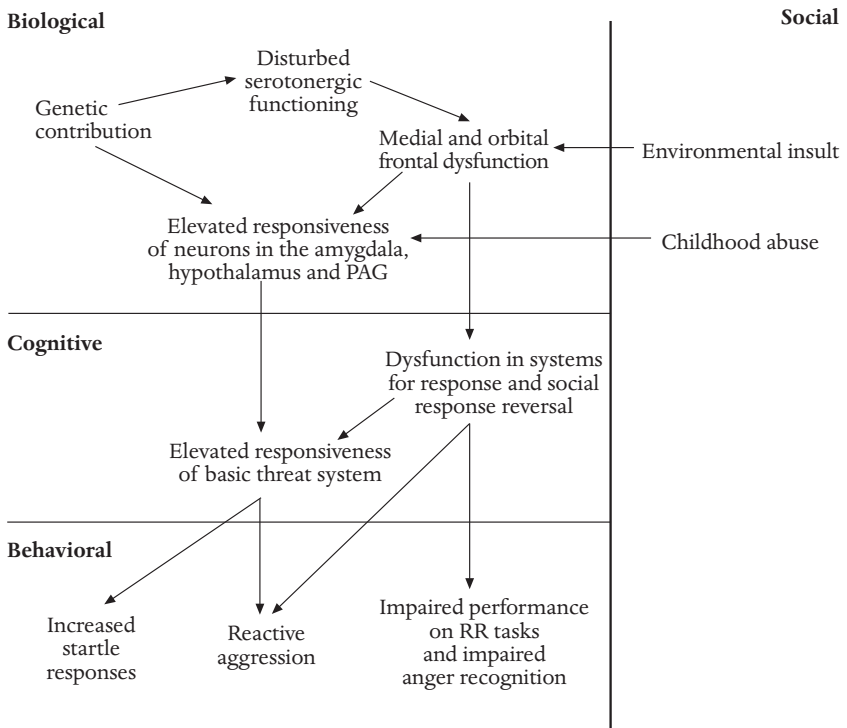 Biological
Social
Disturbed
serotonergic
functioning
Genetic
contribution
Medial and orbital
frontal dysfunction
Environmental insult
Elevated responsiveness
of neurons in the amygdala,
hypothalamus and PAG
Childhood abuse
Cognitive
Dysfunction in systems
for response and social
response reversal
Elevated responsiveness
of basic threat system
Behavioral
Increased
startle
responses
Reactive
aggression
Impaired performance
on RR tasks
and impaired
anger recognition